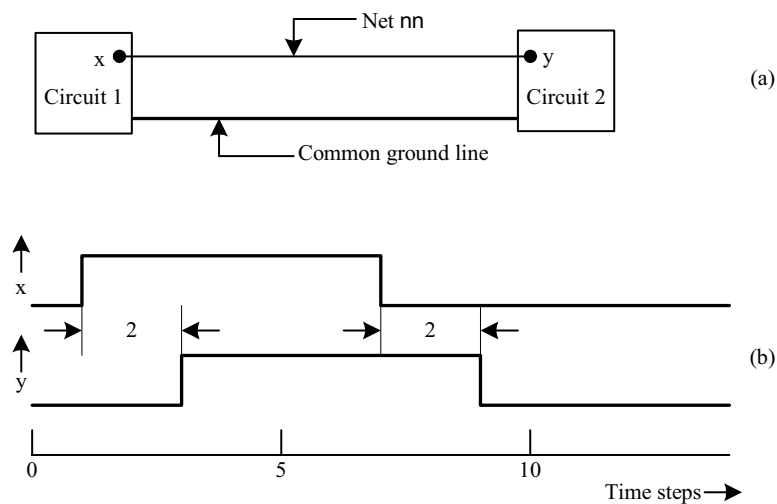 Net nn
x
y
(a)
Circuit 1
Circuit 2
Common ground line
x
2
2
y
(b)
0
5
10
Time steps